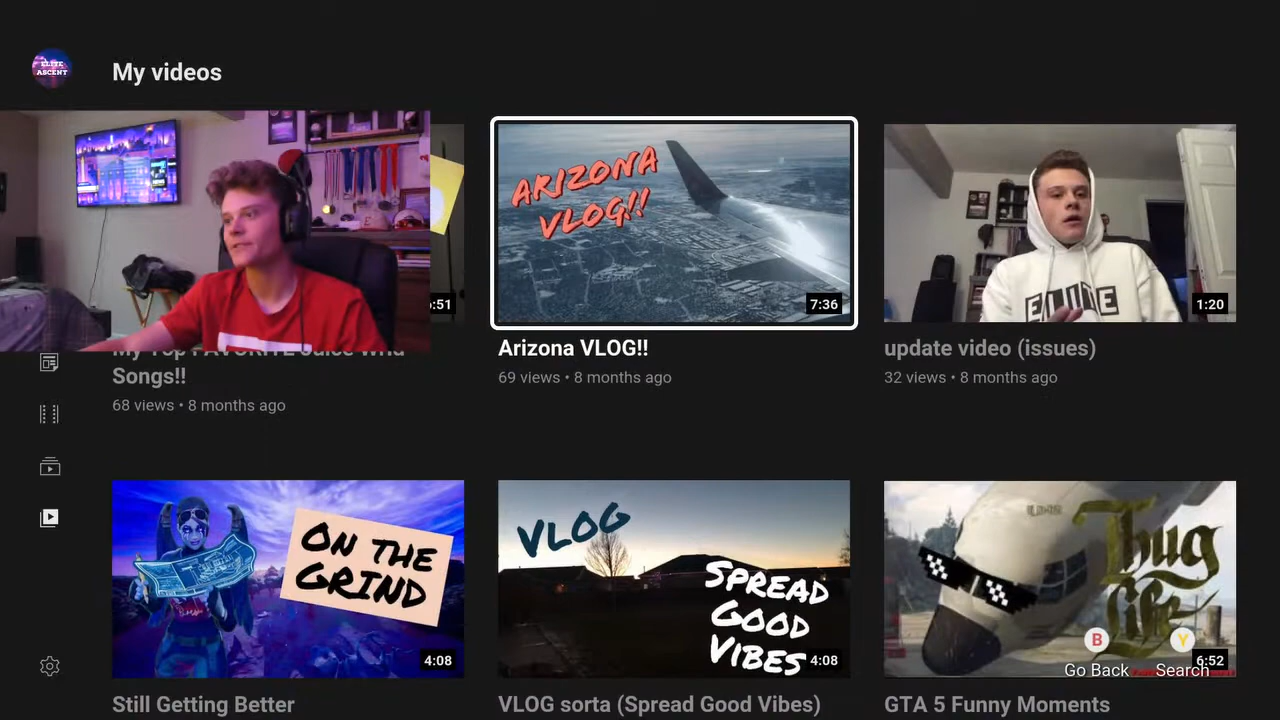 ELITE
ASCENT
My videos
ARIZONA
VLOG!!
7:36
ELITE
1:20
:51
Songs!!
68 views • 8 months ago
Arizona VLOG!!
69 views • 8 months ago
update video (issues)
32 views • 8 months ago
ON THE
GRIND
4:08
VLOG
SPREAD
GOOD
VIBES
4:08
Thug
Life
6:52
B
Y
Go Back
Search
Still Getting Better
VLOG sorta (Spread Good Vibes)
GTA 5 Funny Moments